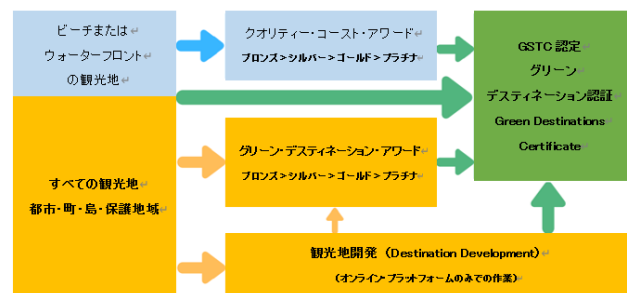 ビーチまたは
ウォーターフロント
の観光地
クオリティー・コースト・アワード
ブロンズ＞シルバー＞ゴールド＞プラチナ
GSTC 認定
グリーン
デスティネーション認証
Green Destinations
Certificate
すべての観光地
都市・町・島・保護地域
グリーン・デスティネーション・アワード
ブロンズ＞シルバー＞ゴールド＞プラチナ
観光地開発（Destination Development）
（オンライン・プラットフォームのみでの作業）